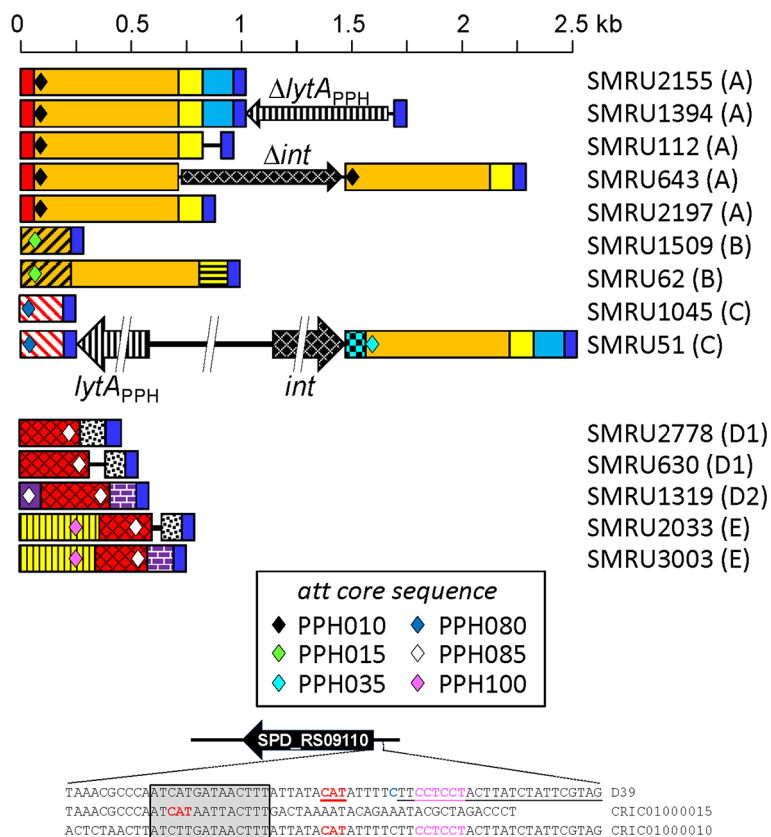 0 0.5 1 1.5 2 2.5 kb
SMRU2155 (A)
ΔlytAPPH SMRU1394 (A)
SMRU112 (A)
Δint SMRU643 (A)
SMRU2197 (A)
SMRU1509 (B)
SMRU62 (B)
SMRU1045 (C)
SMRU51 (C)
lytAPPH int
SMRU2778 (D1)
SMRU630 (D1)
SMRU1319 (D2)
SMRU2033 (E)
SMRU3003 (E)
att core sequence
PPH010 PPH080
PPH015 PPH085
PPH035 PPH100
SPD_RS09110
TAAACGCCCAATCATGATAACTTTATTATACATATTTTCTTCCTCCTACTTATCTATTCGTAG D39
TAAACGCCCAATCATAATTACTTTGACTAAAATACAGAAATACGCTAGACCCT CRIC01000015
ACTCTAACTTATCTTGATAACTTTATTATACATATTTTCTTCCTCCTACTTATCTATTCGTAG CRIC01000010